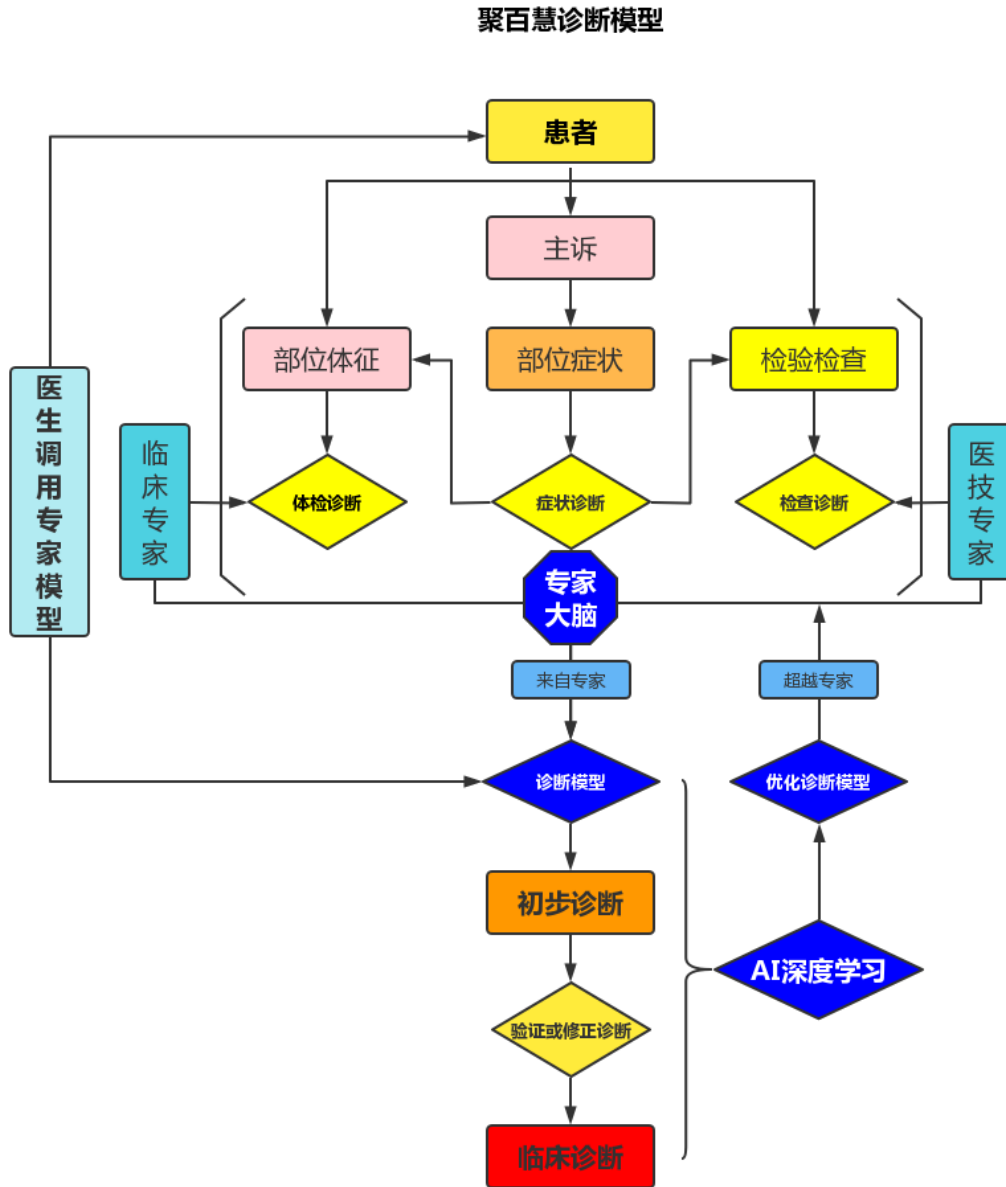 聚百慧诊断模型
患者
主诉
部位体征
部位症状
检验检查
医生调用专家模型
临床专家
体检诊断
症状诊断
检查诊断
医技专家
专家
大脑
来自专家
超越专家
诊断模型
优化诊断模型
初步诊断
AI深度学习
验证或修正诊断
临床诊断